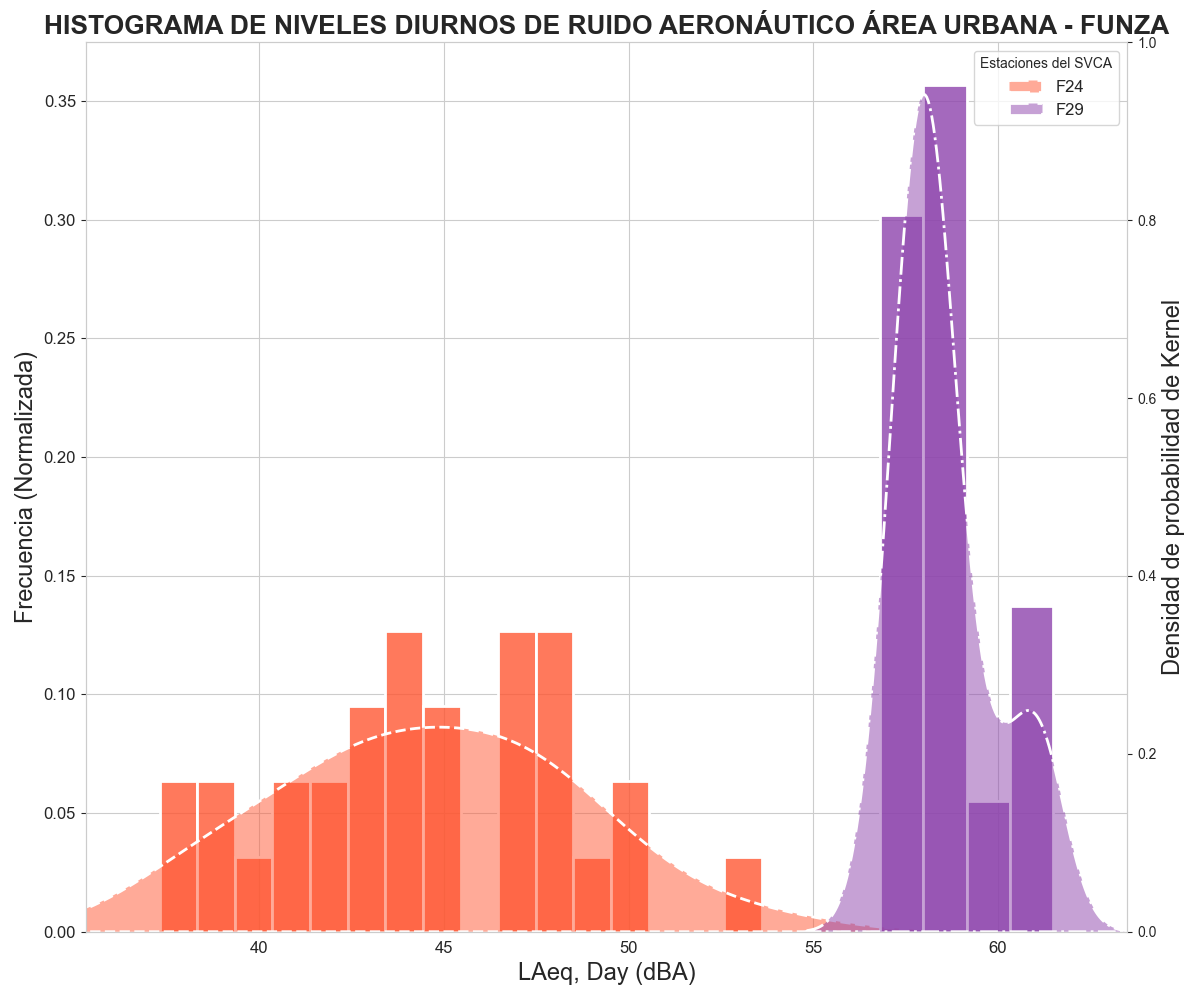 HISTOGRAMA DE NIVELES DIURNOS DE RUIDO AERONÁUTICO ÁREA URBANA - FUNZA
Estaciones del SVCA
F24
F29
Frecuencia (Normalizada)
0.35
0.30
0.25
0.20
0.15
0.10
0.05
0.00
1.0
0.8
0.6
0.4
0.2
0.0
Densidad de probabilidad de Kernel
40 45 50 55 60
LAeq, Day (dBA)